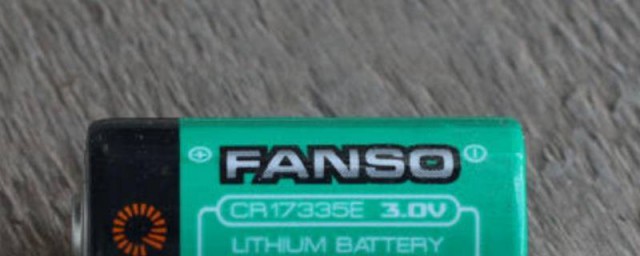 FANSO
CR17335E 3.0V
LITHIUM BATTERY